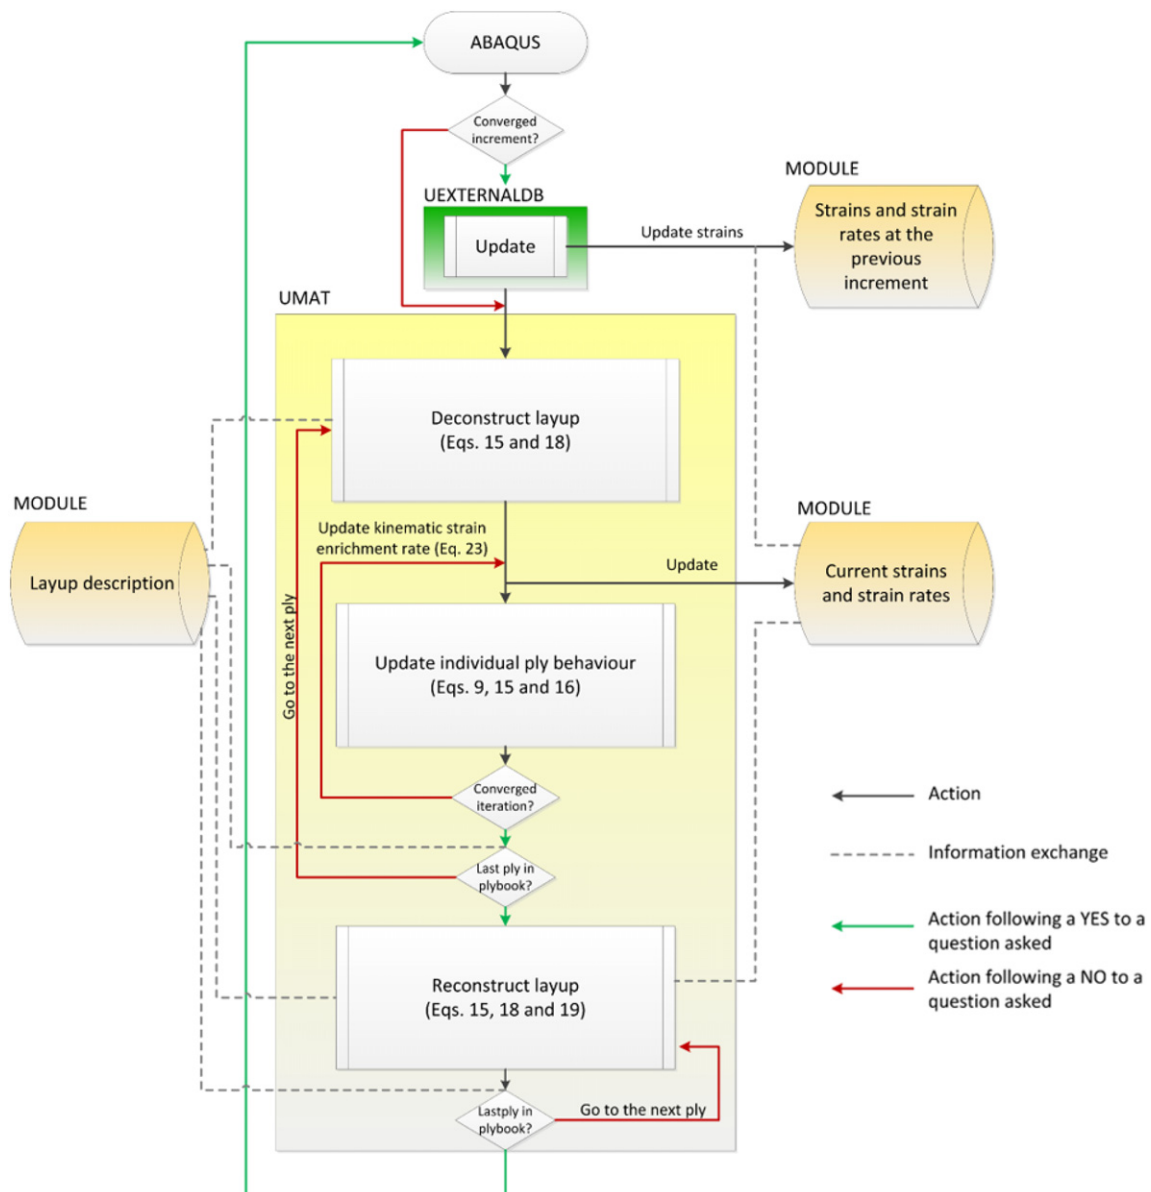 ABAQUS
Converged
increment?
UEXTERNALDB
Update
Update strains
MODULE
Strains and strain
rates at the
previous
increment
UMAT
Deconstruct layup
(Eqs. 15 and 18)
MODULE
Layup description
Update kinematic strain
enrichment rate (Eq. 23)
Update
MODULE
Current strains
and strain rates
Go to the next ply
Update individual ply behaviour
(Eqs. 9, 15 and 16)
Converged
iteration?
Last ply in
plybook?
Reconstruct layup
(Eqs. 15, 18 and 19)
Lastply in
plybook?
Go to the next ply
Action
Information exchange
Action following a YES to a
question asked
Action following a NO to a
question asked